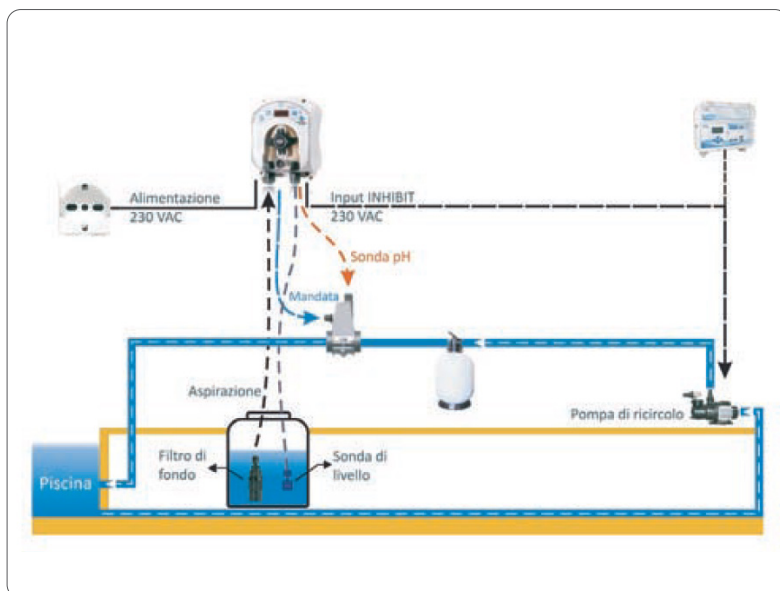 Alimentazione
230 VAC
Input INHIBIT
230 VAC
Sonda pH
Mandata
Aspirazione
Pompa di ricircolo
Filtro di
fondo
Sonda di
livello
Piscina